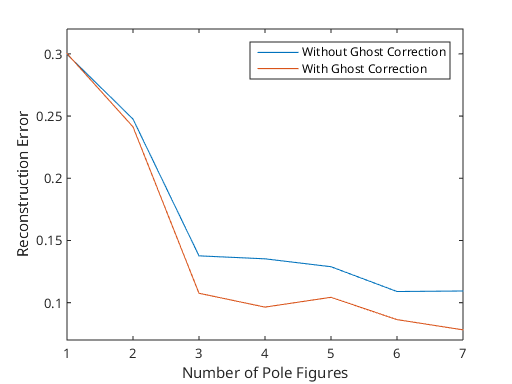 Without Ghost Correction
With Ghost Correction
0.3
0.25
0.2
0.15
0.1
Reconstruction Error
1 2 3 4 5 6 7
Number of Pole Figures